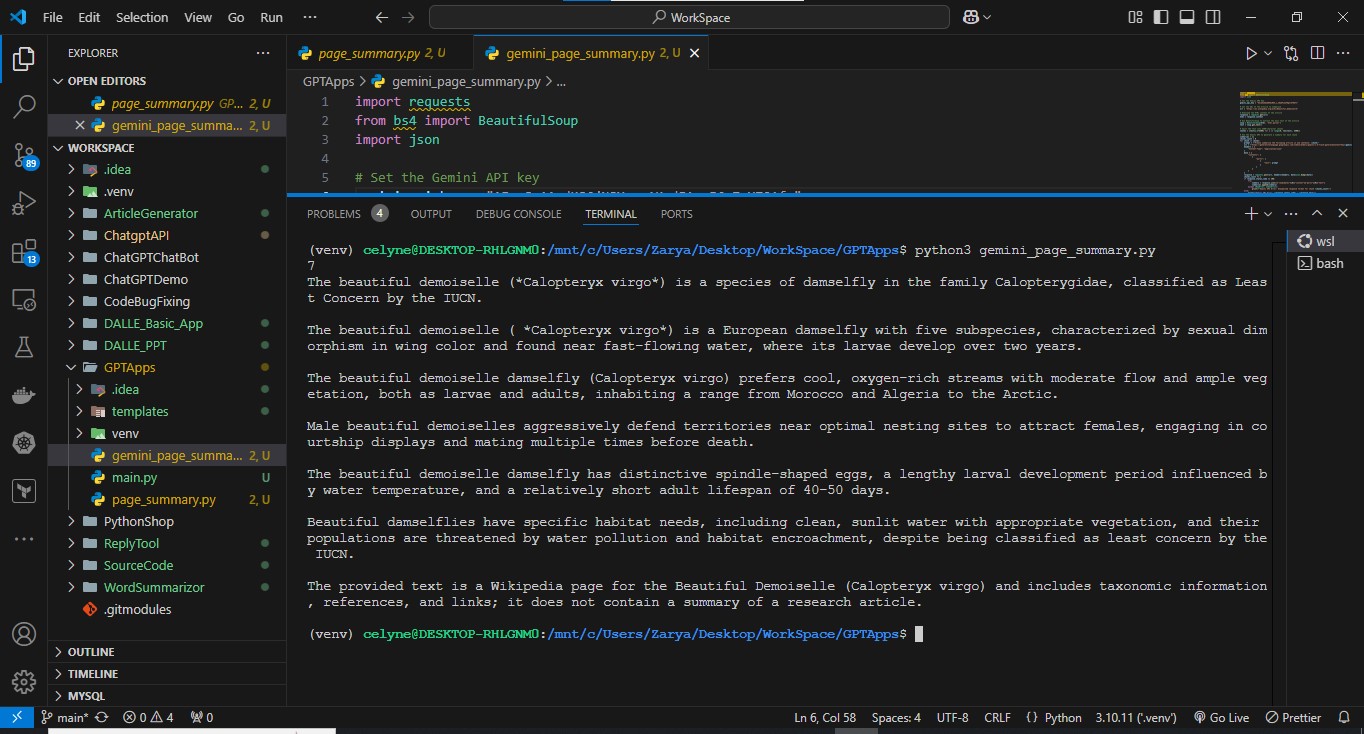 File Edit Selection View Go Run ··· WorkSpace
EXPLORER ···
OPEN EDITORS
page_summary.py GP... 2, U
gemini_page_summa... 2, U
WORKSPACE
.idea
.venv
ArticleGenerator
ChatgptAPI
ChatGPTChatBot
ChatGPTDemo
CodeBugFixing
DALLE_Basic_App
DALLE_PPT
GPTApps
.idea
templates
venv
gemini_page_summa... 2, U
main.py U
page_summary.py 2, U
PythonShop
ReplyTool
SourceCode
WordSummarizor
.gitmodules
OUTLINE
TIMELINE
MYSQL
89
13
page_summary.py 2, U gemini_page_summary.py 2, U
GPTApps > gemini_page_summary.py > ...
1 import requests
2 from bs4 import BeautifulSoup
3 import json
4
5 # Set the Gemini API key
PROBLEMS 4 OUTPUT DEBUG CONSOLE TERMINAL PORTS
wsl
bash
(venv) celyne@DESKTOP-RHLGNM0:/mnt/c/Users/Zarya/Desktop/WorkSpace/GPTApps$ python3 gemini_page_summary.py
7
The beautiful demoiselle (*Calopteryx virgo*) is a species of damselfly in the family Calopterygidae, classified as Leas
t Concern by the IUCN.
The beautiful demoiselle ( *Calopteryx virgo*) is a European damselfly with five subspecies, characterized by sexual dim
orphism in wing color and found near fast-flowing water, where its larvae develop over two years.
The beautiful demoiselle damselfly (Calopteryx virgo) prefers cool, oxygen-rich streams with moderate flow and ample veg
etation, both as larvae and adults, inhabiting a range from Morocco and Algeria to the Arctic.
Male beautiful demoiselles aggressively defend territories near optimal nesting sites to attract females, engaging in co
urtship displays and mating multiple times before death.
The beautiful demoiselle damselfly has distinctive spindle-shaped eggs, a lengthy larval development period influenced b
y water temperature, and a relatively short adult lifespan of 40-50 days.
Beautiful damselflies have specific habitat needs, including clean, sunlit water with appropriate vegetation, and their
populations are threatened by water pollution and habitat encroachment, despite being classified as least concern by the
IUCN.
The provided text is a Wikipedia page for the Beautiful Demoiselle (Calopteryx virgo) and includes taxonomic information
, references, and links; it does not contain a summary of a research article.
(venv) celyne@DESKTOP-RHLGNM0:/mnt/c/Users/Zarya/Desktop/WorkSpace/GPTApps$
main* 0 4 0 Ln 6, Col 58 Spaces: 4 UTF-8 CRLF {} Python 3.10.11 ('.venv') Go Live Prettier